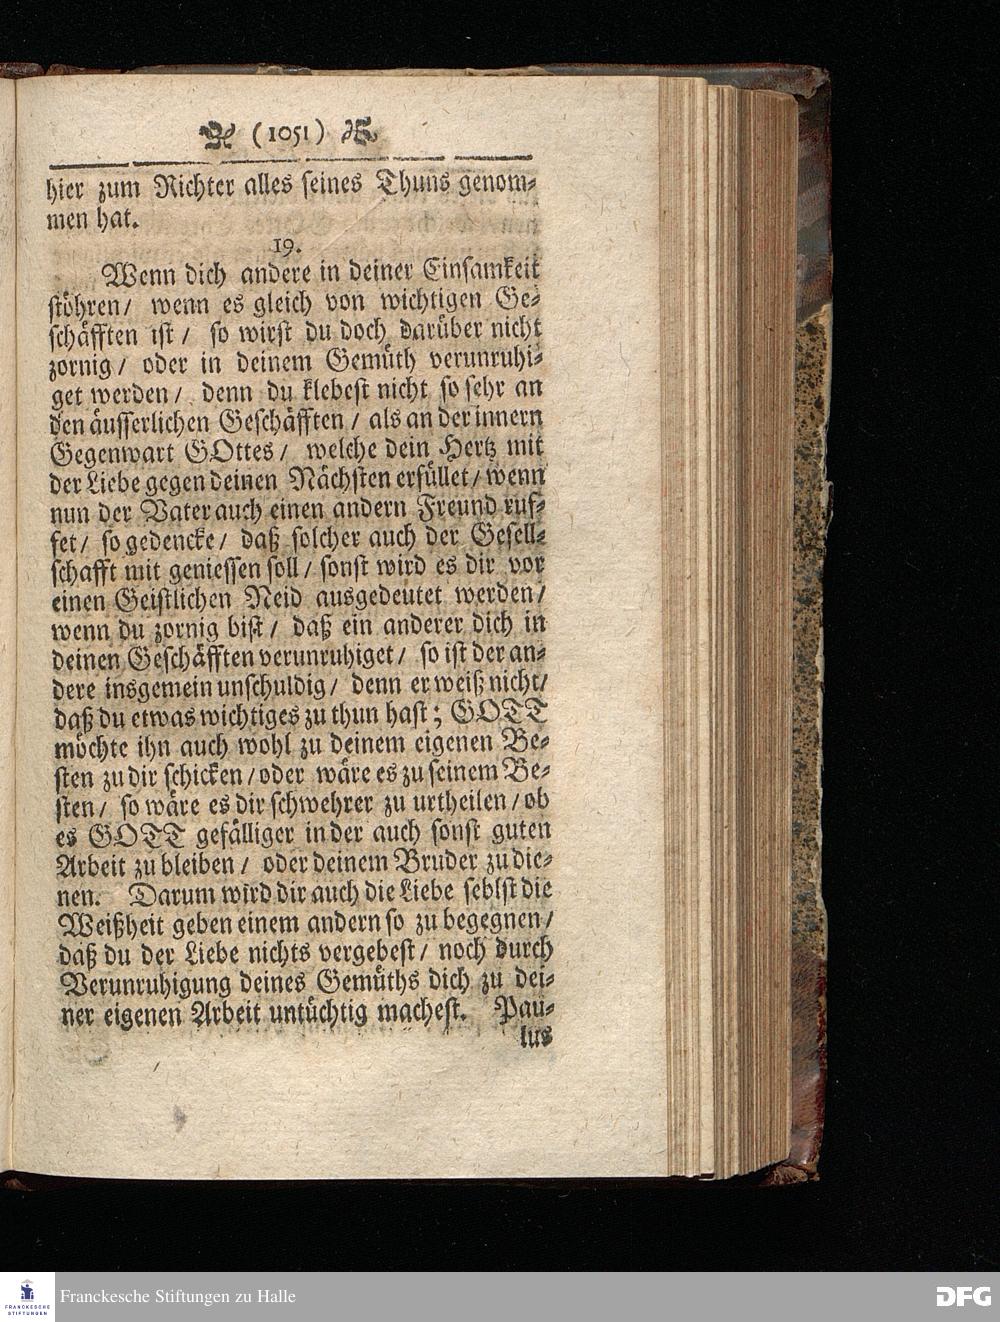 (1051)
hier zum Richter alles seines Thuns genom-
men hat.
19.
Wenn dich andere in deiner Einsamkeit
stöhren/ wenn es gleich von wichtigen Ge-
schäfften ist/ so wirst du doch darüber nicht
zornig/ oder in deinem Gemüth verunruhi-
get werden/ denn du klebest nicht so sehr an
den äusserlichen Geschäfften/ als an der innern
Gegenwart GOttes/ welche dein Hertz mit
der Liebe gegen deinen Nächsten erfüllet/ wenn
nun der Vater auch einen andern Freund ruf-
fet/ so gedencke/ daß solcher auch der Gesell-
schafft mit geniessen soll/ sonst wird es dir vor
einen Geistlichen Neid ausgedeutet werden/
wenn du zornig bist/ daß ein anderer dich in
deinen Geschäfften verunruhiget/ so ist der an-
dere insgemein unschuldig/ denn er weiß nicht/
daß du etwas wichtiges zu thun hast; GOTT
möchte ihn auch wohl zu deinem eigenen Be-
sten zu dir schicken/ oder wäre es zu seinem Be-
sten/ so wäre es dir schwehrer zu urtheilen/ ob
es GOTT gefälliger in der auch sonst guten
Arbeit zu bleiben/ oder deinem Bruder zu die-
nen. Darum wird dir auch die Liebe seblst die
Weißheit geben einem andern so zu begegnen/
daß du der Liebe nichts vergebest/ noch durch
Verunruhigung deines Gemüths dich zu dei-
ner eigenen Arbeit untüchtig machest. Pau-
lus
FRANCKESCHE
STIFTUNGEN
Franckesche Stiftungen zu Halle
DFG